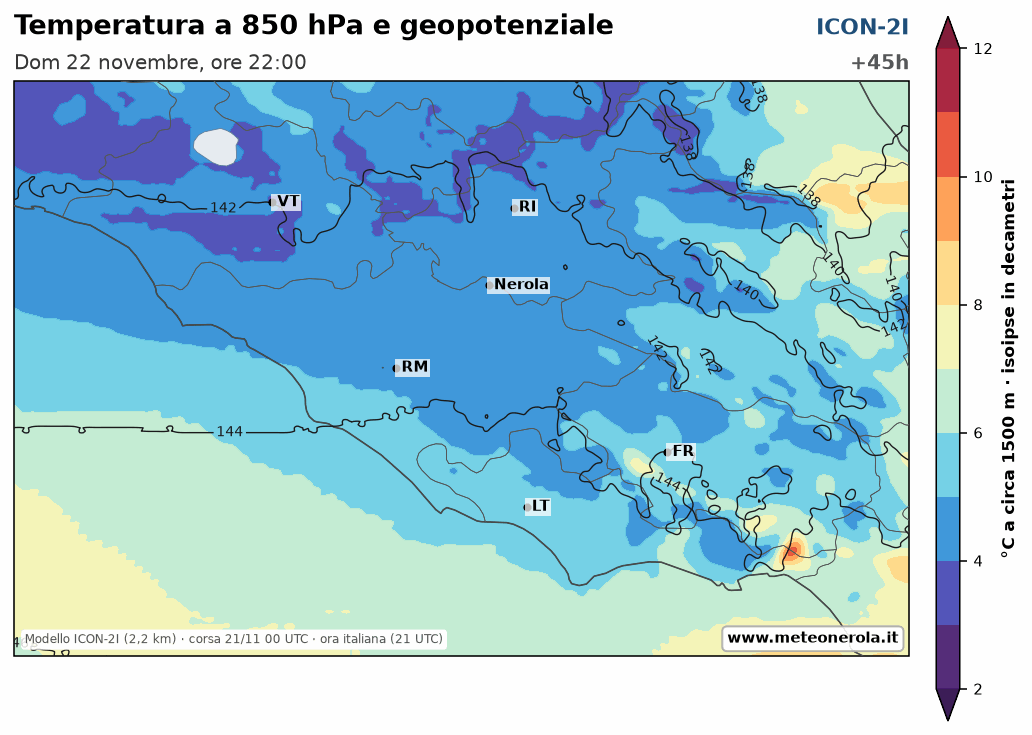 Temperatura a 850 hPa e geopotenziale
ICON-2I
Dom 22 novembre, ore 22:00
+45h
138
138
138
138
142
VT
RI
140
Nerola
140
140
142
142
142
RM
144
FR
144
LT
Modello ICON-2I (2,2 km) · corsa 21/11 00 UTC · ora italiana (21 UTC)
www.meteonerola.it
12
10
8
6
4
2
°C a circa 1500 m · isoipse in decametri